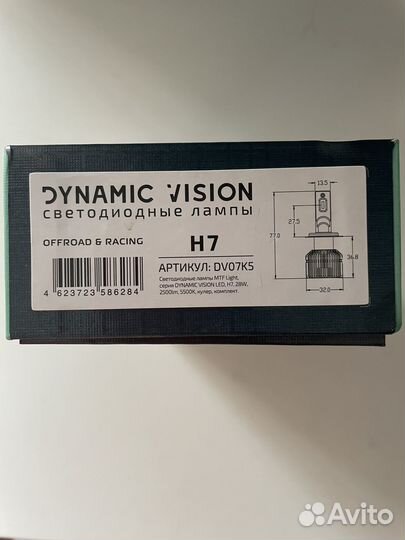 DYNAMIC VISION
светодиодные лампы
OFFROAD & RACING
H7
АРТИКУЛ: DV07K5
Светодиодные лампы MTF Light,
серия DYNAMIC VISION LED, H7, 28W,
2500lm, 5500K, кулер, комплект.
4 623723 586284
13.5
27.5
77.0
36.8
32.0
Avito